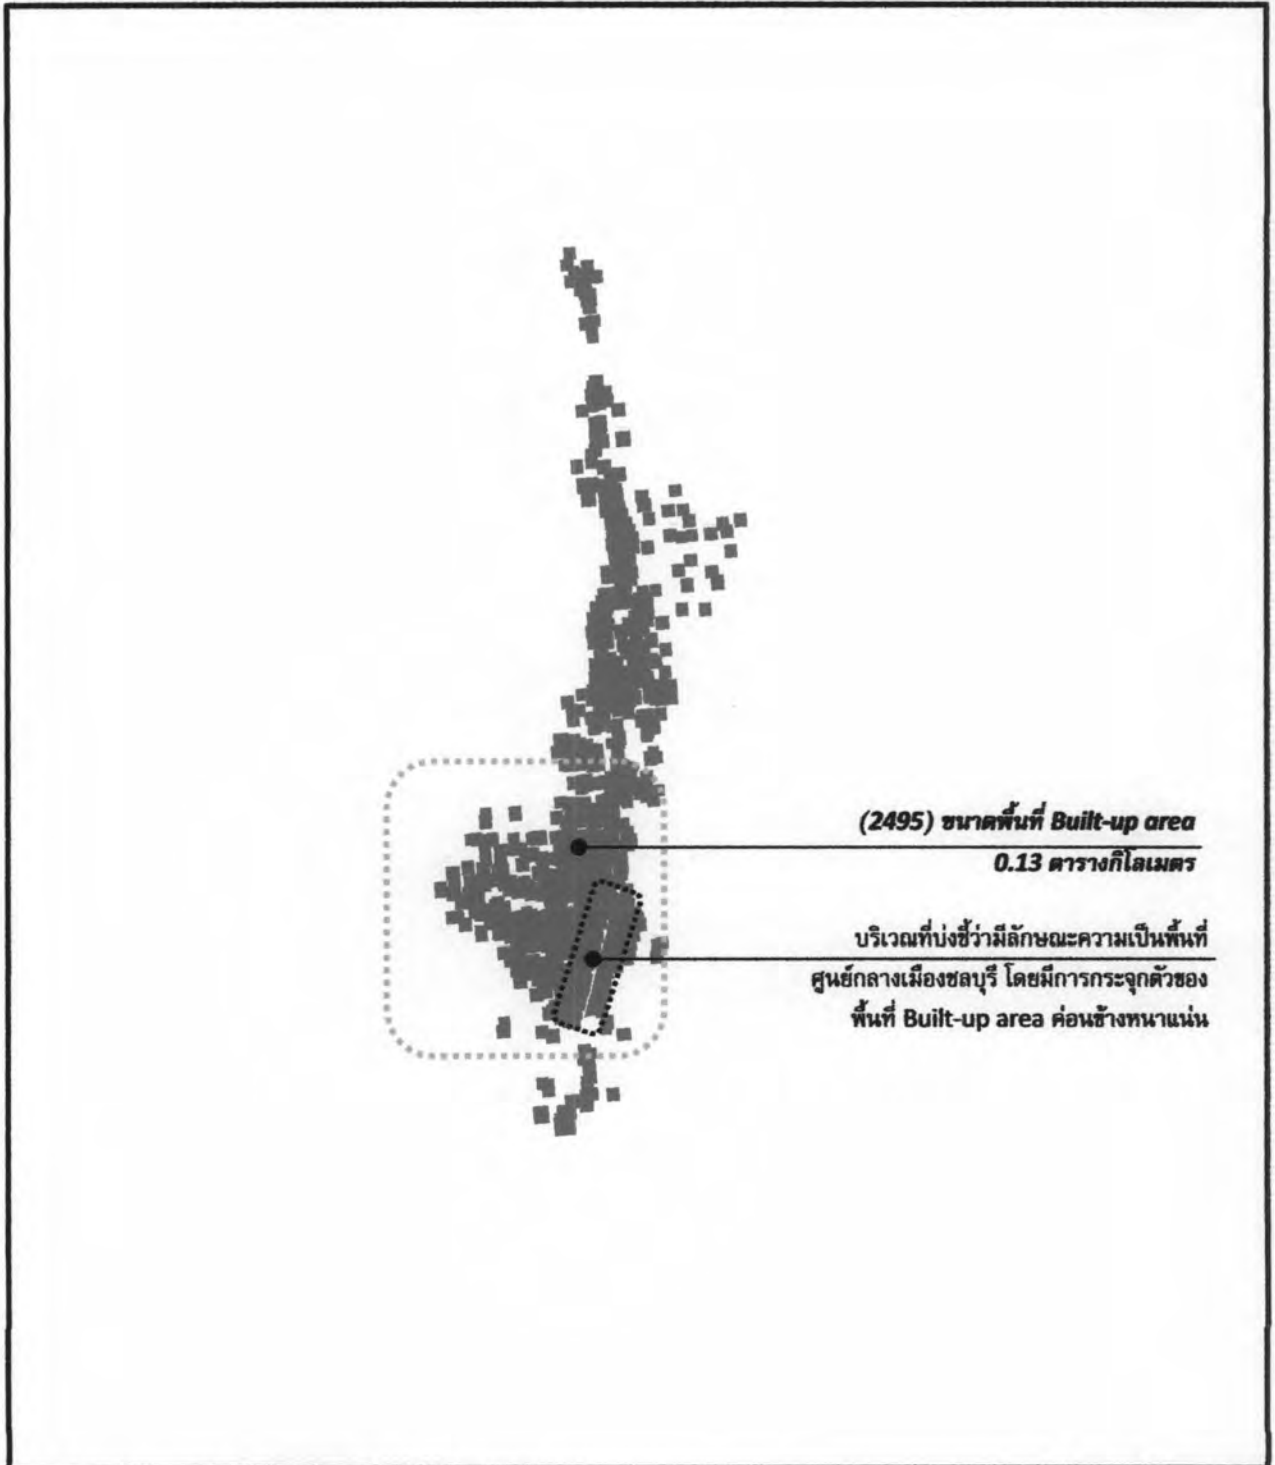 (2495) ขนาดพื้นที่ Built-up area
0.13 ตารางกิโลเมตร
บริเวณที่บ่งชี้ว่ามีลักษณะความเป็นพื้นที่
ศูนย์กลางเมืองชลบุรี โดยมีการกระจุกตัวของ
พื้นที่ Built-up area ค่อนข้างหนาแน่น